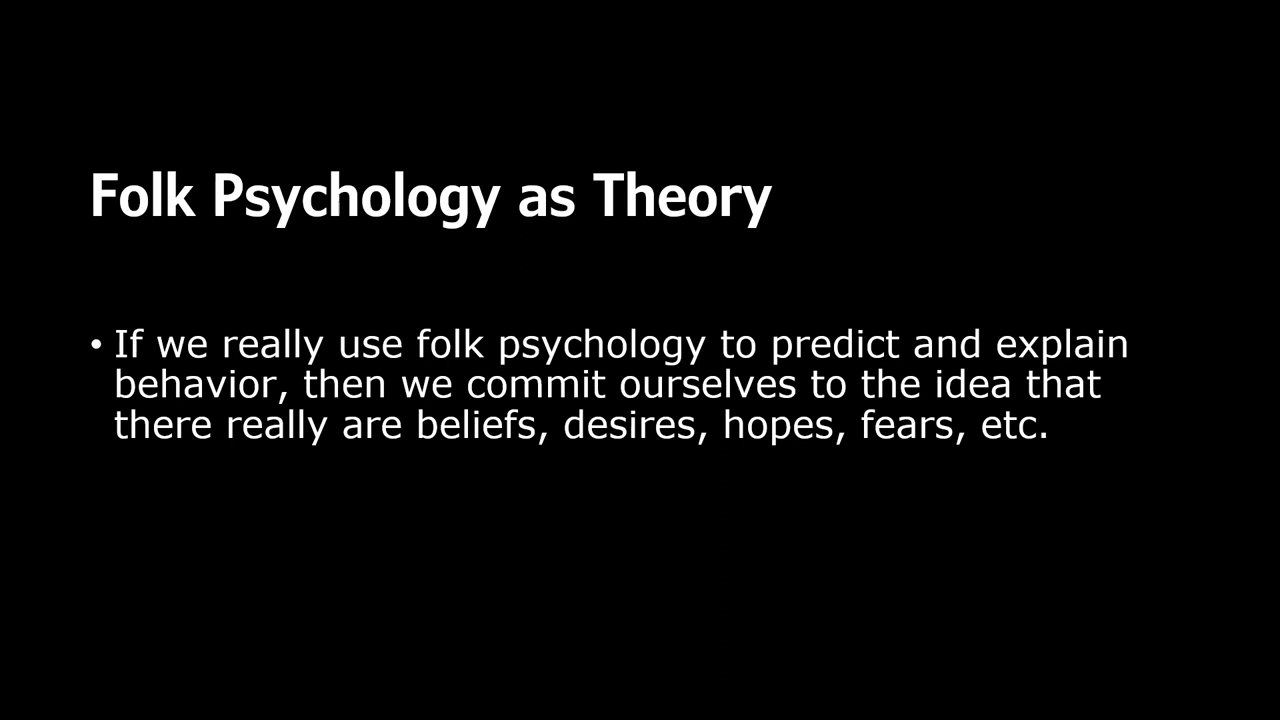 Folk Psychology as Theory
• If we really use folk psychology to predict and explain
behavior, then we commit ourselves to the idea that
there really are beliefs, desires, hopes, fears, etc.